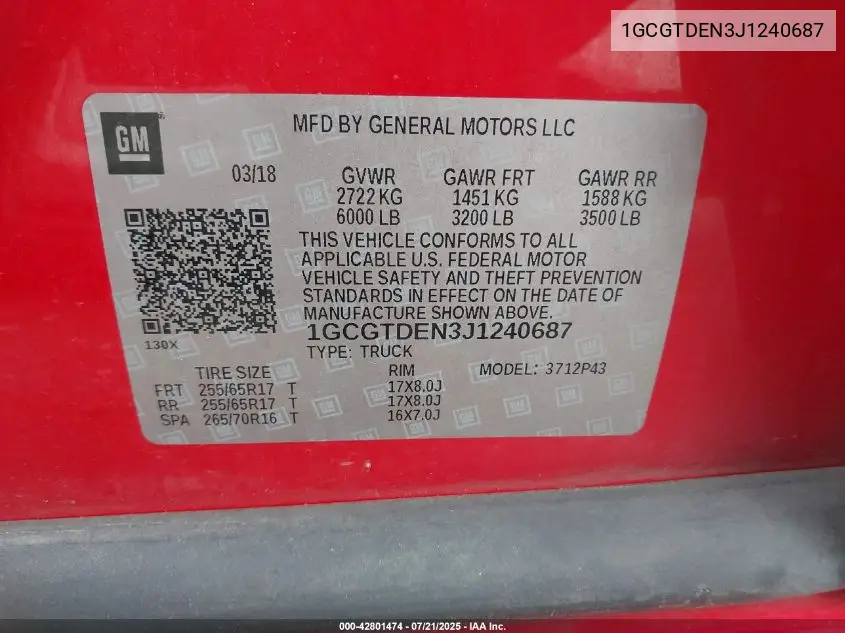 1GCGTDEN3J1240687
GM
MFD BY GENERAL MOTORS LLC
03/18 GVWR GAWR FRT GAWR RR
2722 KG 1451 KG 1588 KG
6000 LB 3200 LB 3500 LB
THIS VEHICLE CONFORMS TO ALL
APPLICABLE U.S. FEDERAL MOTOR
VEHICLE SAFETY AND THEFT PREVENTION
STANDARDS IN EFFECT ON THE DATE OF
MANUFACTURE SHOWN ABOVE.
1GCGTDEN3J1240687
130X
TYPE: TRUCK
TIRE SIZE RIM MODEL: 3712P43
FRT 255/65R17 T 17X8.0J
RR 255/65R17 T 17X8.0J
SPA 265/70R16 T 16X7.0J
000-42801474 - 07/21/2025 - IAA Inc.